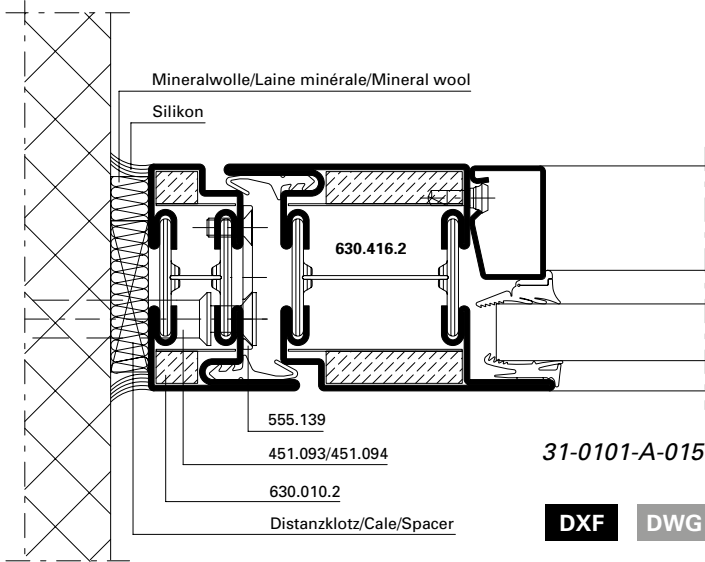 Mineralwolle/Laine minérale/Mineral wool
Silikon
630.416.2
555.139
451.093/451.094
630.010.2
Distanzklotz/Cale/Spacer
31-0101-A-015
DXF DWG